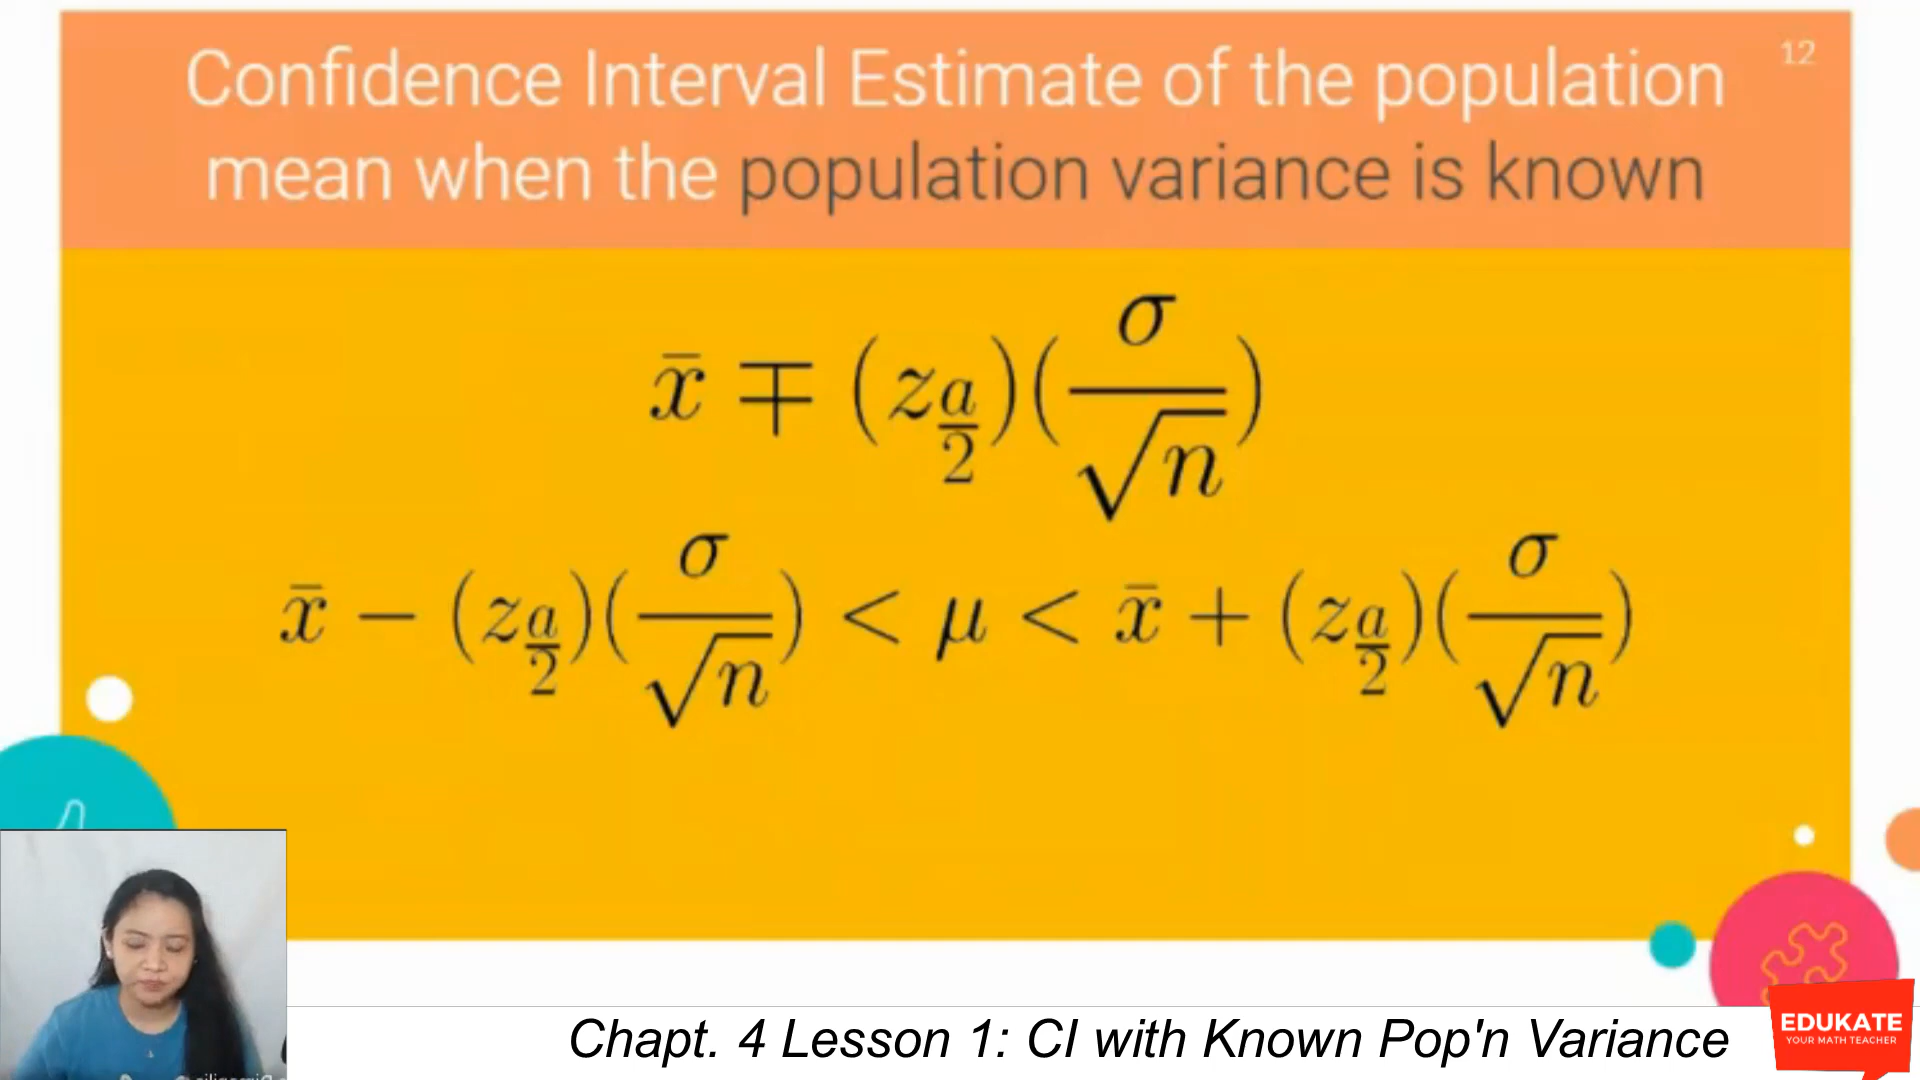 12
Confidence Interval Estimate of the population
mean when the population variance is known
x̄ ∓ (z_{a/2})(σ/√n)
x̄ − (z_{a/2})(σ/√n) < μ < x̄ + (z_{a/2})(σ/√n)
Chapt. 4 Lesson 1: CI with Known Pop'n Variance
EDUKATE
YOUR MATH TEACHER